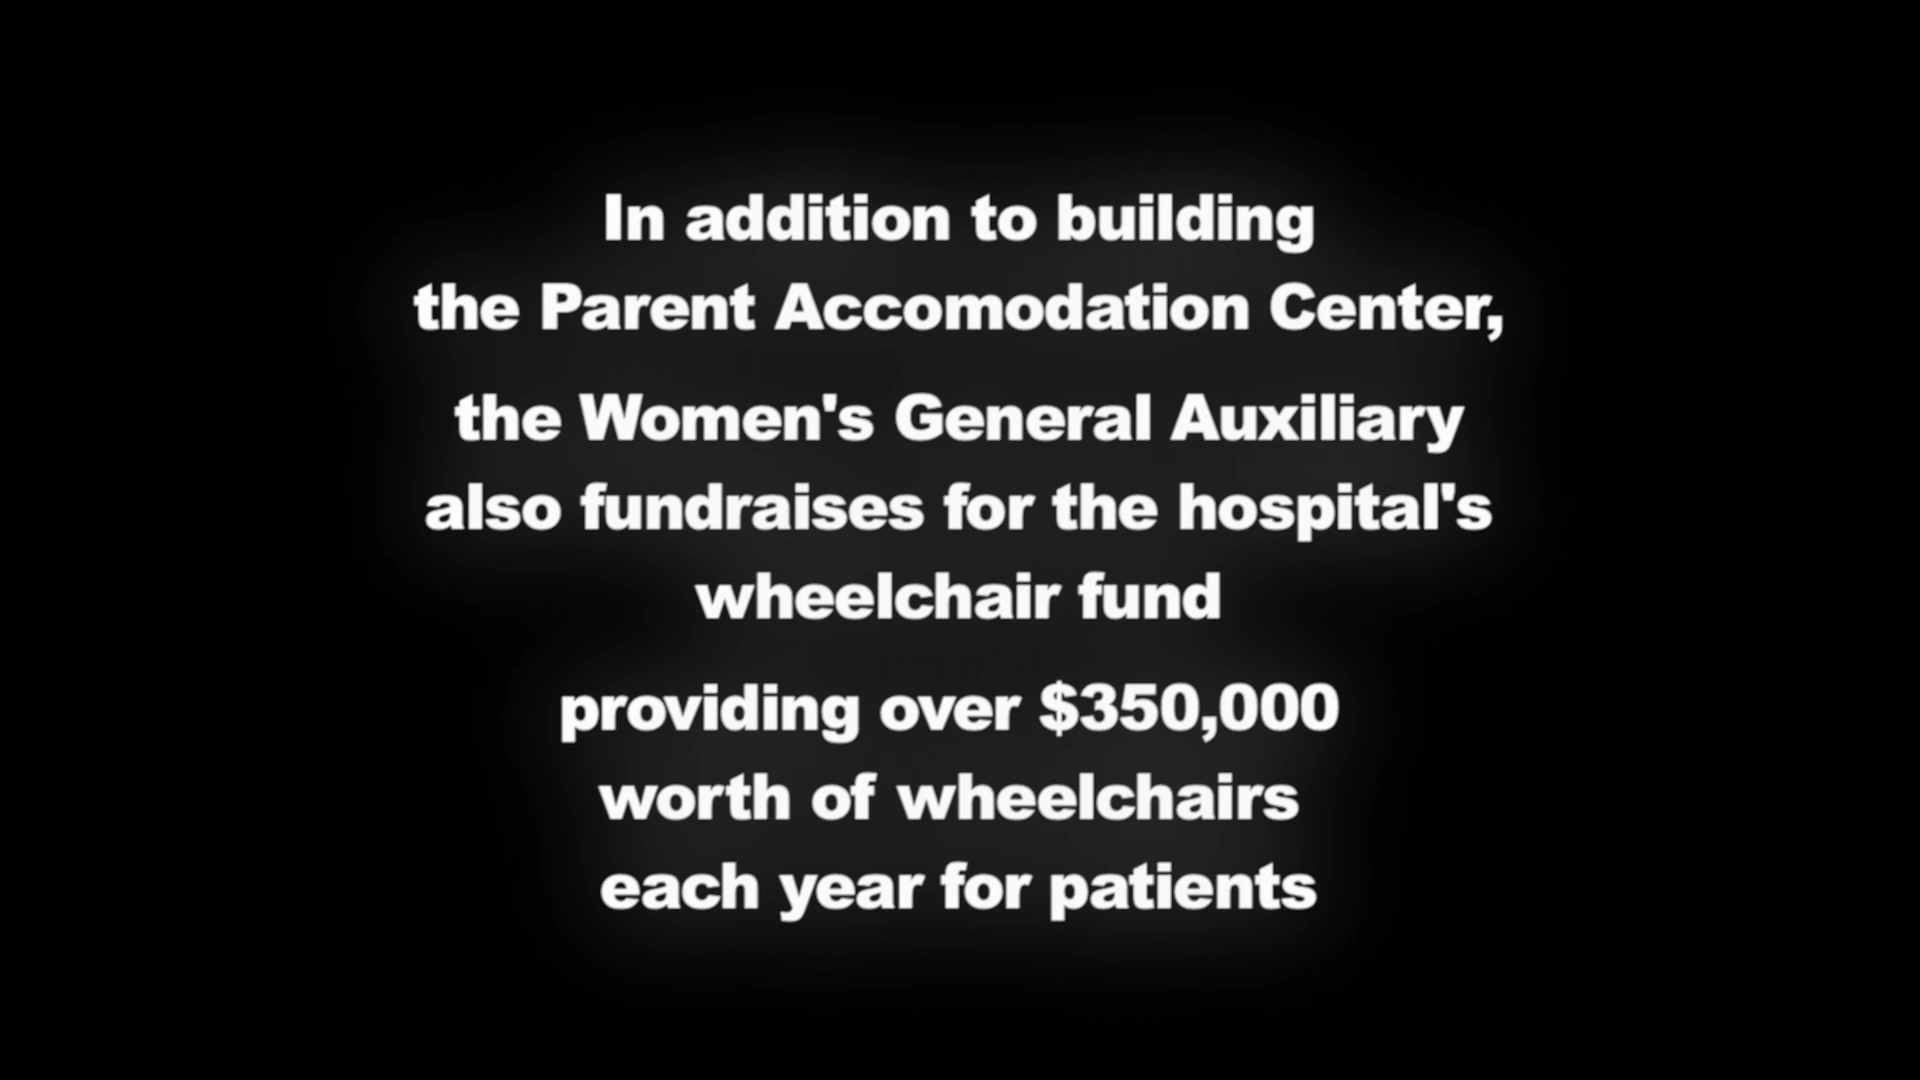 In addition to building
the Parent Accomodation Center,
the Women's General Auxiliary
also fundraises for the hospital's
wheelchair fund
providing over $350,000
worth of wheelchairs
each year for patients